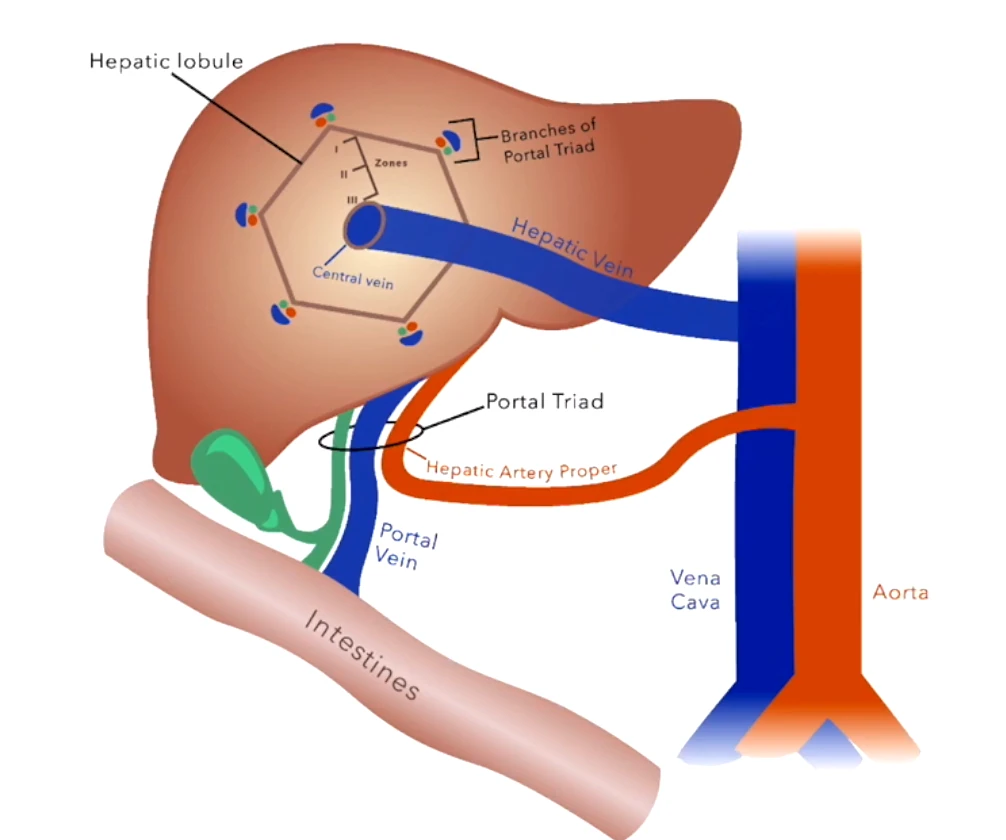 Hepatic lobule
Branches of
Portal Triad
I
Zones
II
III
Hepatic Vein
Central vein
Portal Triad
Hepatic Artery Proper
Portal
Vein
Vena
Cava
Aorta
Intestines